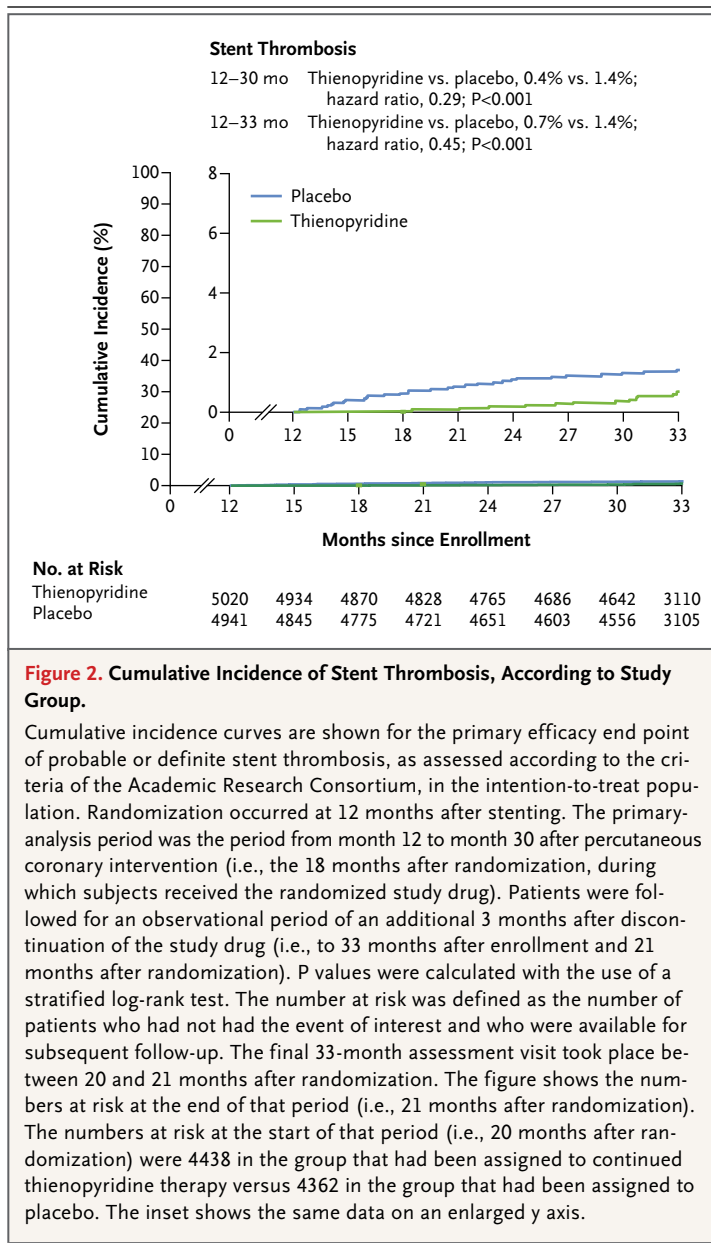 Stent Thrombosis
12–30 mo Thienopyridine vs. placebo, 0.4% vs. 1.4%;
hazard ratio, 0.29; P<0.001
12–33 mo Thienopyridine vs. placebo, 0.7% vs. 1.4%;
hazard ratio, 0.45; P<0.001
Cumulative Incidence (%)
100
90
80
70
60
50
40
30
20
10
0
8
6
4
2
0
Placebo
Thienopyridine
0 12 15 18 21 24 27 30 33
0 12 15 18 21 24 27 30 33
Months since Enrollment
No. at Risk
Thienopyridine 5020 4934 4870 4828 4765 4686 4642 3110
Placebo 4941 4845 4775 4721 4651 4603 4556 3105
Figure 2. Cumulative Incidence of Stent Thrombosis, According to Study
Group.
Cumulative incidence curves are shown for the primary efficacy end point
of probable or definite stent thrombosis, as assessed according to the cri-
teria of the Academic Research Consortium, in the intention-to-treat popu-
lation. Randomization occurred at 12 months after stenting. The primary-
analysis period was the period from month 12 to month 30 after percutaneous
coronary intervention (i.e., the 18 months after randomization, during
which subjects received the randomized study drug). Patients were fol-
lowed for an observational period of an additional 3 months after discon-
tinuation of the study drug (i.e., to 33 months after enrollment and 21
months after randomization). P values were calculated with the use of a
stratified log-rank test. The number at risk was defined as the number of
patients who had not had the event of interest and who were available for
subsequent follow-up. The final 33-month assessment visit took place be-
tween 20 and 21 months after randomization. The figure shows the num-
bers at risk at the end of that period (i.e., 21 months after randomization).
The numbers at risk at the start of that period (i.e., 20 months after ran-
domization) were 4438 in the group that had been assigned to continued
thienopyridine therapy versus 4362 in the group that had been assigned to
placebo. The inset shows the same data on an enlarged y axis.